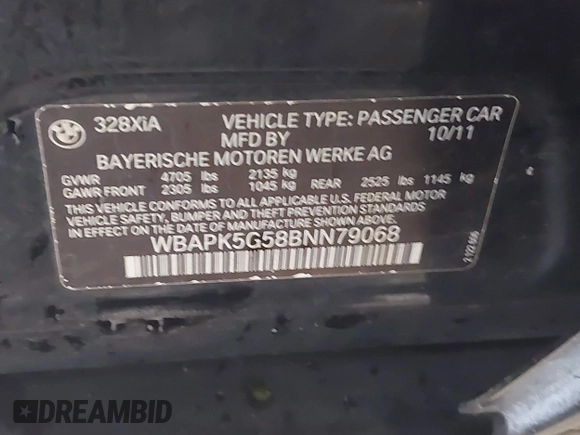 328XiA VEHICLE TYPE: PASSENGER CAR
MFD BY 10/11
BAYERISCHE MOTOREN WERKE AG
GVWR 4705 lbs 2135 kg
GAWR FRONT 2305 lbs 1045 kg REAR 2525 lbs 1145 kg
THIS VEHICLE CONFORMS TO ALL APPLICABLE U.S. FEDERAL MOTOR
VEHICLE SAFETY, BUMPER AND THEFT PREVENTION STANDARDS
IN EFFECT ON THE DATE OF MANUFACTURE SHOWN ABOVE.
WBAPK5G58BNN79068
DREAMBID